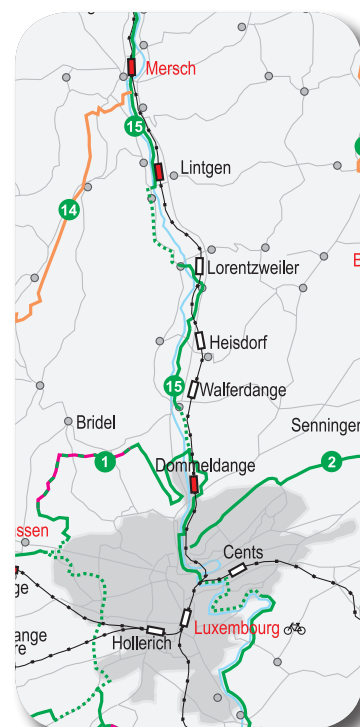 Mersch
15
Lintgen
14
Lorentzweiler
B
Heisdorf
15
Walferdange
Bridel
Senninger
1
Dommeldange
2
ssen
Cents
ge
Luxembourg
ange
re
Hollerich